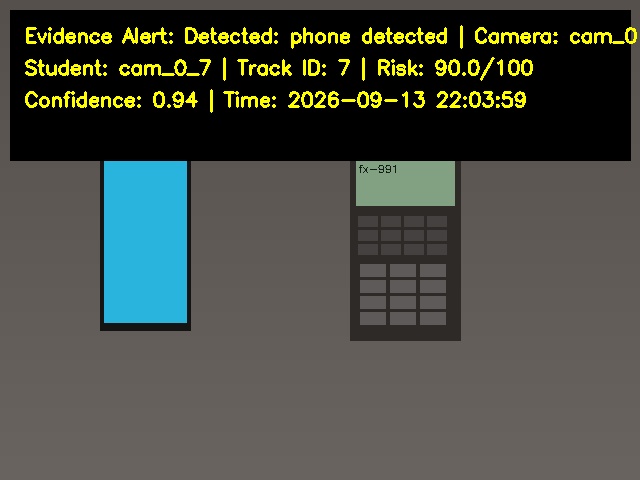 Evidence Alert: Detected: phone detected | Camera: cam_0
Student: cam_0_7 | Track ID: 7 | Risk: 90.0/100
Confidence: 0.94 | Time: 2026-09-13 22:03:59
fx-991